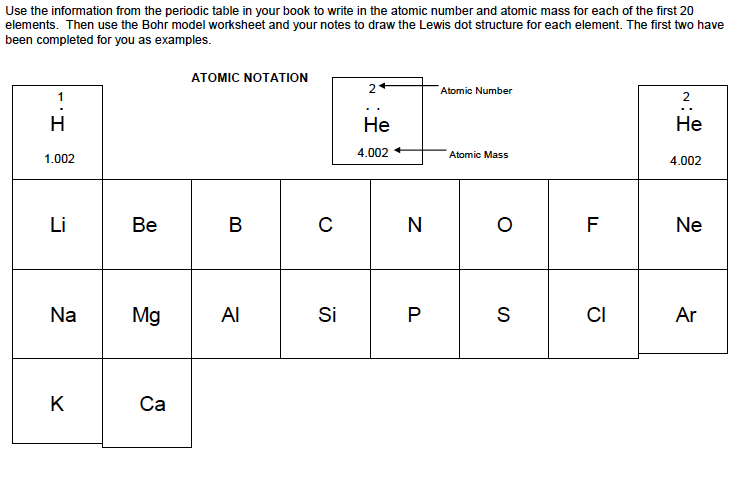 Use the information from the periodic table in your book to write in the atomic number and atomic mass for each of the first 20
elements.  Then use the Bohr model worksheet and your notes to draw the Lewis dot structure for each element. The first two have
been completed for you as examples.
ATOMIC NOTATION
1
H
1.002
2
He
4.002
Atomic Number
Atomic Mass
2
He
4.002
Li Be B C N O F Ne
Na Mg Al Si P S Cl Ar
K Ca